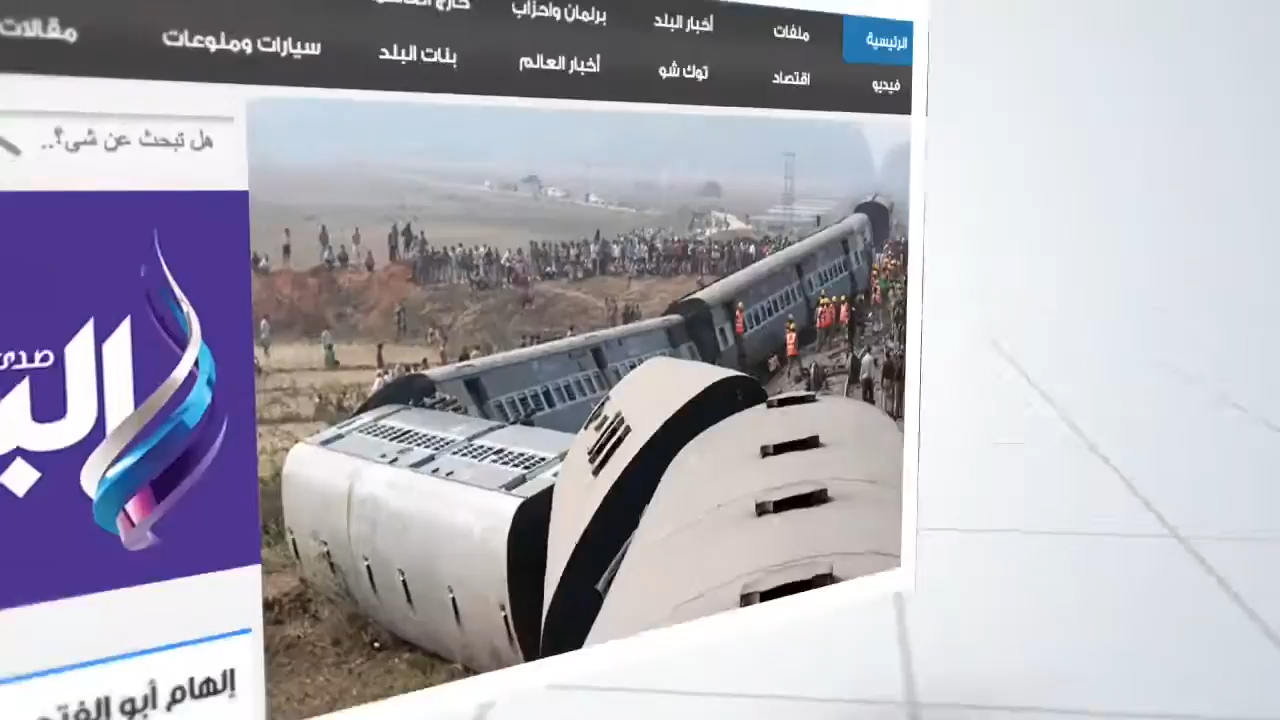 الرئيسية ملفات أخبار البلد برلمان وأحزاب خارج
فيديو اقتصاد توك شو أخبار العالم بنات البلد سيارات ومنوعات مقالات
هل تبحث عن شئ؟..
صدى
البلد
إلهام أبو الفتح